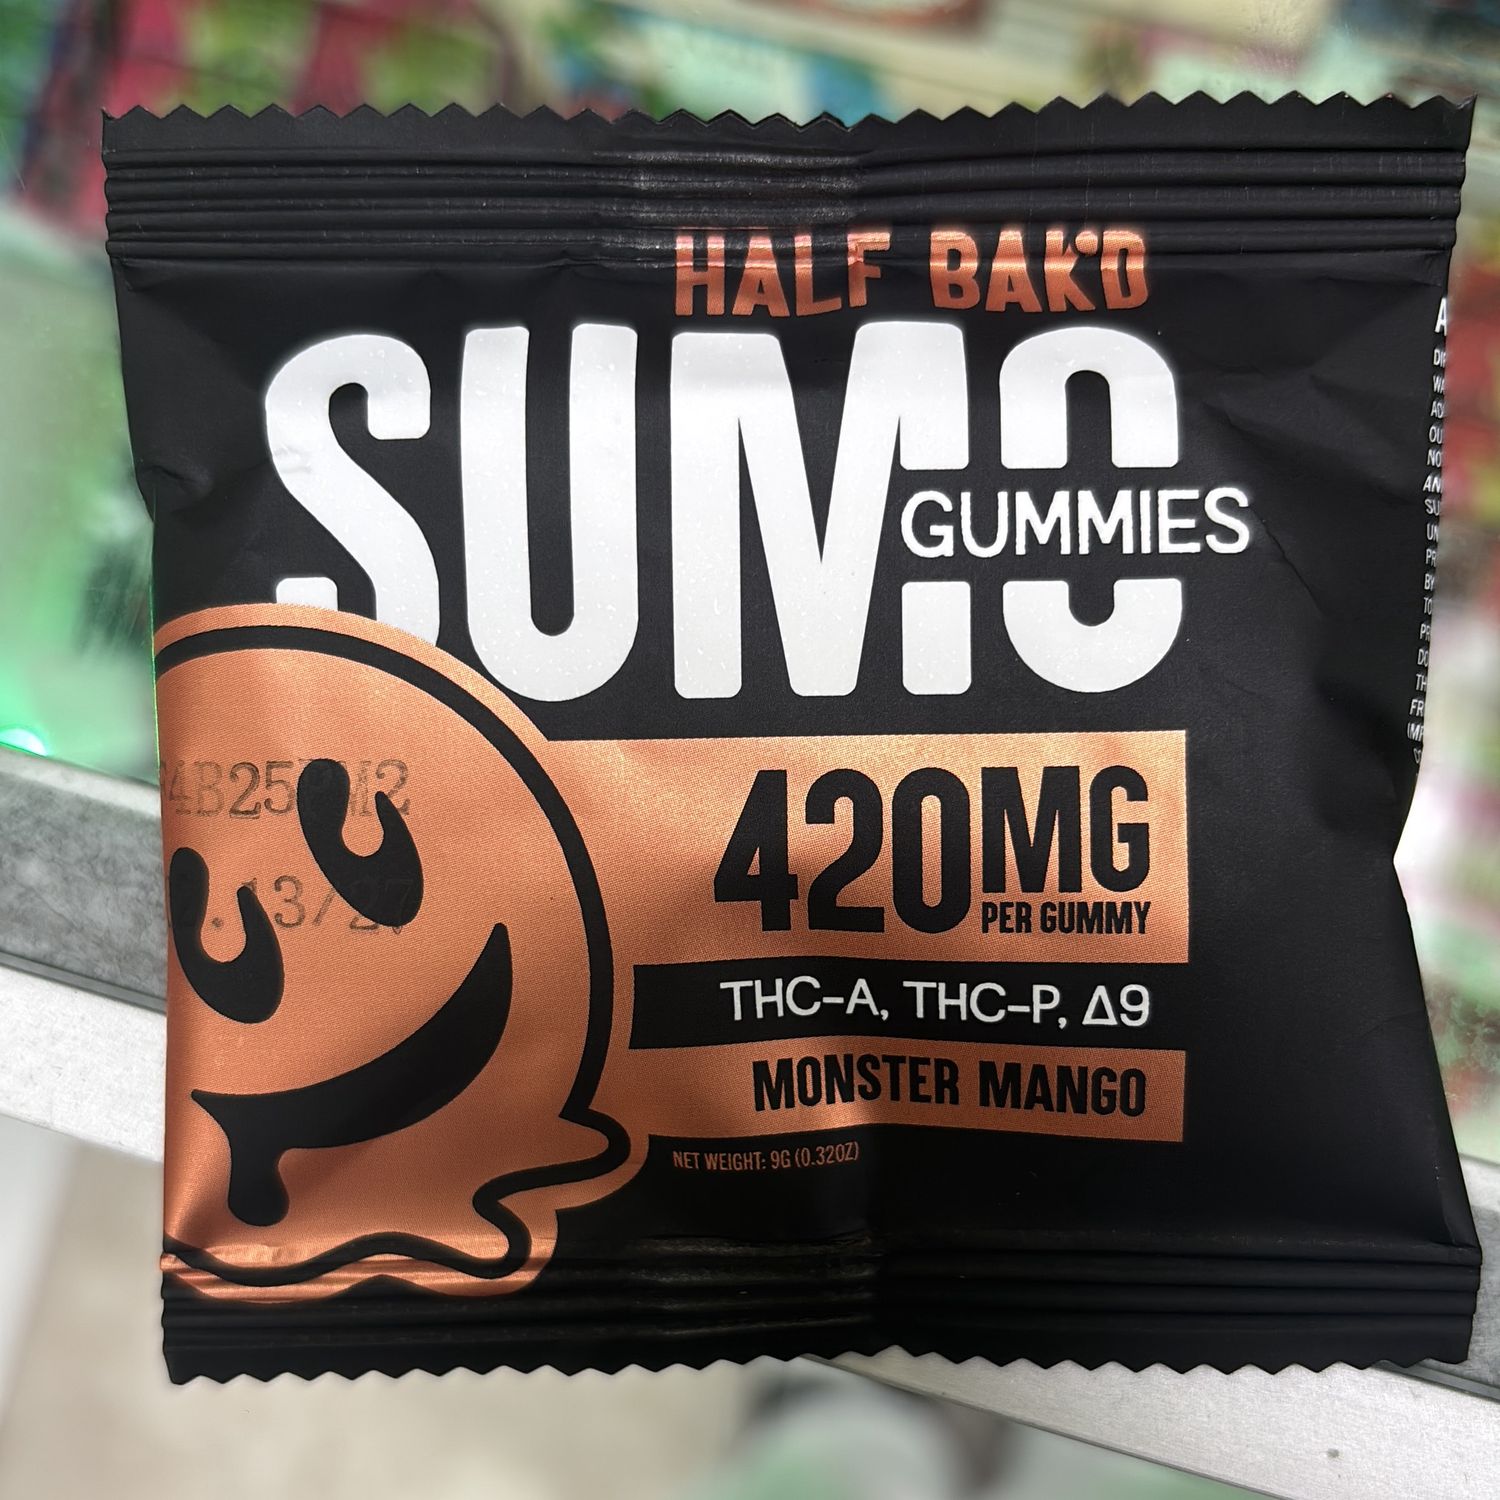 HALF BAK'D
SUMO
GUMMIES
420MG
PER GUMMY
THC-A, THC-P, Δ9
MONSTER MANGO
NET WEIGHT: 9G (0.32OZ)